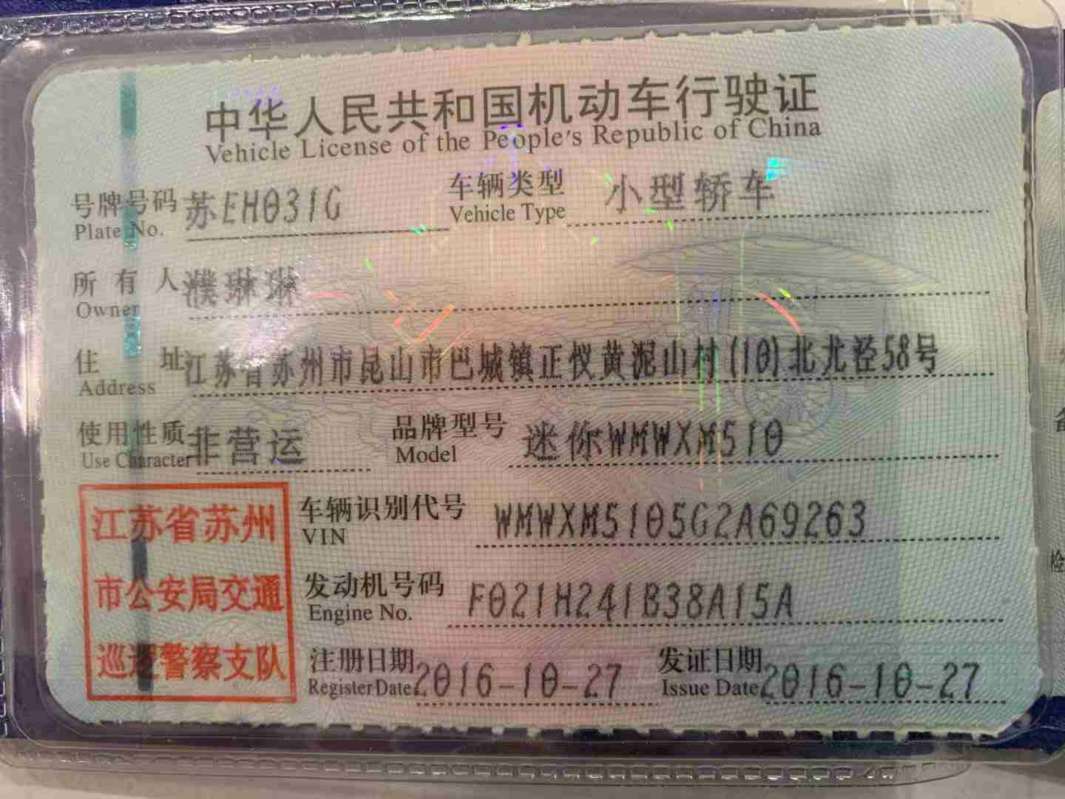 中华人民共和国机动车行驶证
Vehicle License of the People's Republic of China
号牌号码 苏EH031G 车辆类型 小型轿车
Plate No. Vehicle Type
所有人 濮琳琳
Owner
住址 江苏省苏州市昆山市巴城镇正仪黄泥山村(10)北尤泾58号
Address
使用性质 非营运 品牌型号 迷你WMWXM510
Use Character Model
江苏省苏州
市公安局交通
巡逻警察支队
车辆识别代号 WMWXM5105G2A69263
VIN
发动机号码 F021H241B38A15A
Engine No.
注册日期 2016-10-27 发证日期 2016-10-27
Register Date Issue Date